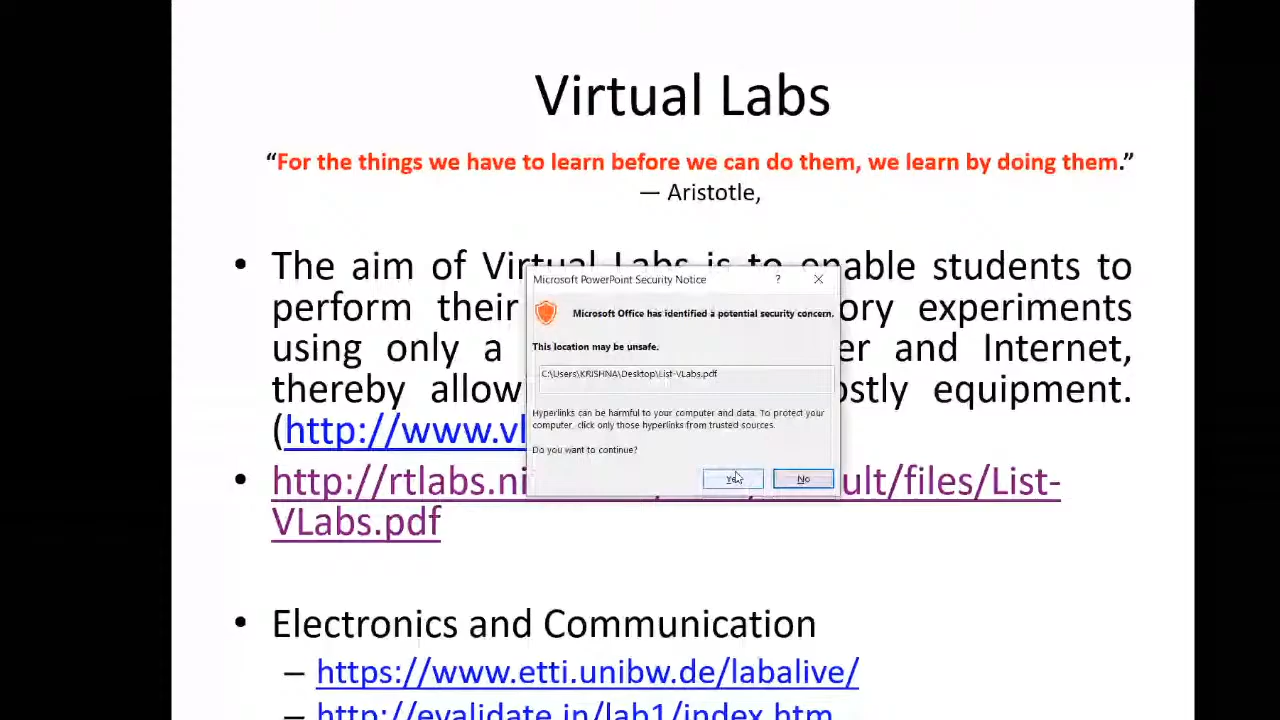 Virtual Labs
“For the things we have to learn before we can do them, we learn by doing them.”
— Aristotle,
• The aim of Virtual Labs is to enable students to
perform their ory experiments
using only a er and Internet,
thereby allow ostly equipment.
(http://www.vl
• http://rtlabs.ni ult/files/List-
VLabs.pdf
• Electronics and Communication
– https://www.etti.unibw.de/labalive/
– http://evalidate.in/lab1/index.htm
Microsoft PowerPoint Security Notice
?
Microsoft Office has identified a potential security concern.
This location may be unsafe.
C:\Users\KRISHNA\Desktop\List-VLabs.pdf
Hyperlinks can be harmful to your computer and data. To protect your
computer, click only those hyperlinks from trusted sources.
Do you want to continue?
Yes No